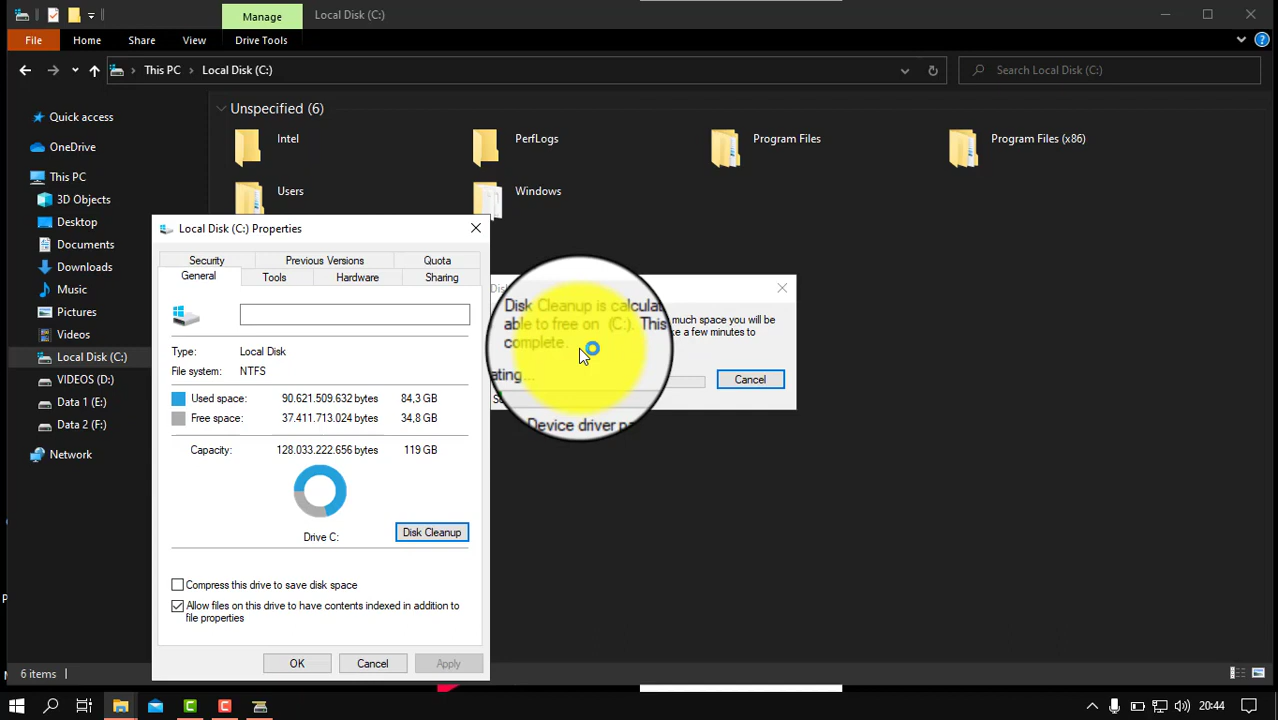 Manage
Local Disk (C:)
File
Home
Share
View
Drive Tools
This PC
Local Disk (C:)
Search Local Disk (C:)
Quick access
OneDrive
This PC
3D Objects
Desktop
Documents
Downloads
Music
Pictures
Videos
Local Disk (C:)
VIDEOS (D:)
Data 1 (E:)
Data 2 (F:)
Network
Unspecified (6)
Intel
PerfLogs
Program Files
Program Files (x86)
Users
Windows
Local Disk (C:) Properties
Security
Previous Versions
Quota
General
Tools
Hardware
Sharing
Type:
Local Disk
File system:
NTFS
Used space:
90.621.509.632 bytes
84,3 GB
Free space:
37.411.713.024 bytes
34,8 GB
Capacity:
128.033.222.656 bytes
119 GB
Drive C:
Disk Cleanup
Compress this drive to save disk space
Allow files on this drive to have contents indexed in addition to
file properties
OK
Cancel
Apply
Disk Cleanup is calculat
able to free on (C:). This
complete.
ating...
Device driver pa
much space you will be
e a few minutes to
Cancel
6 items
20:44